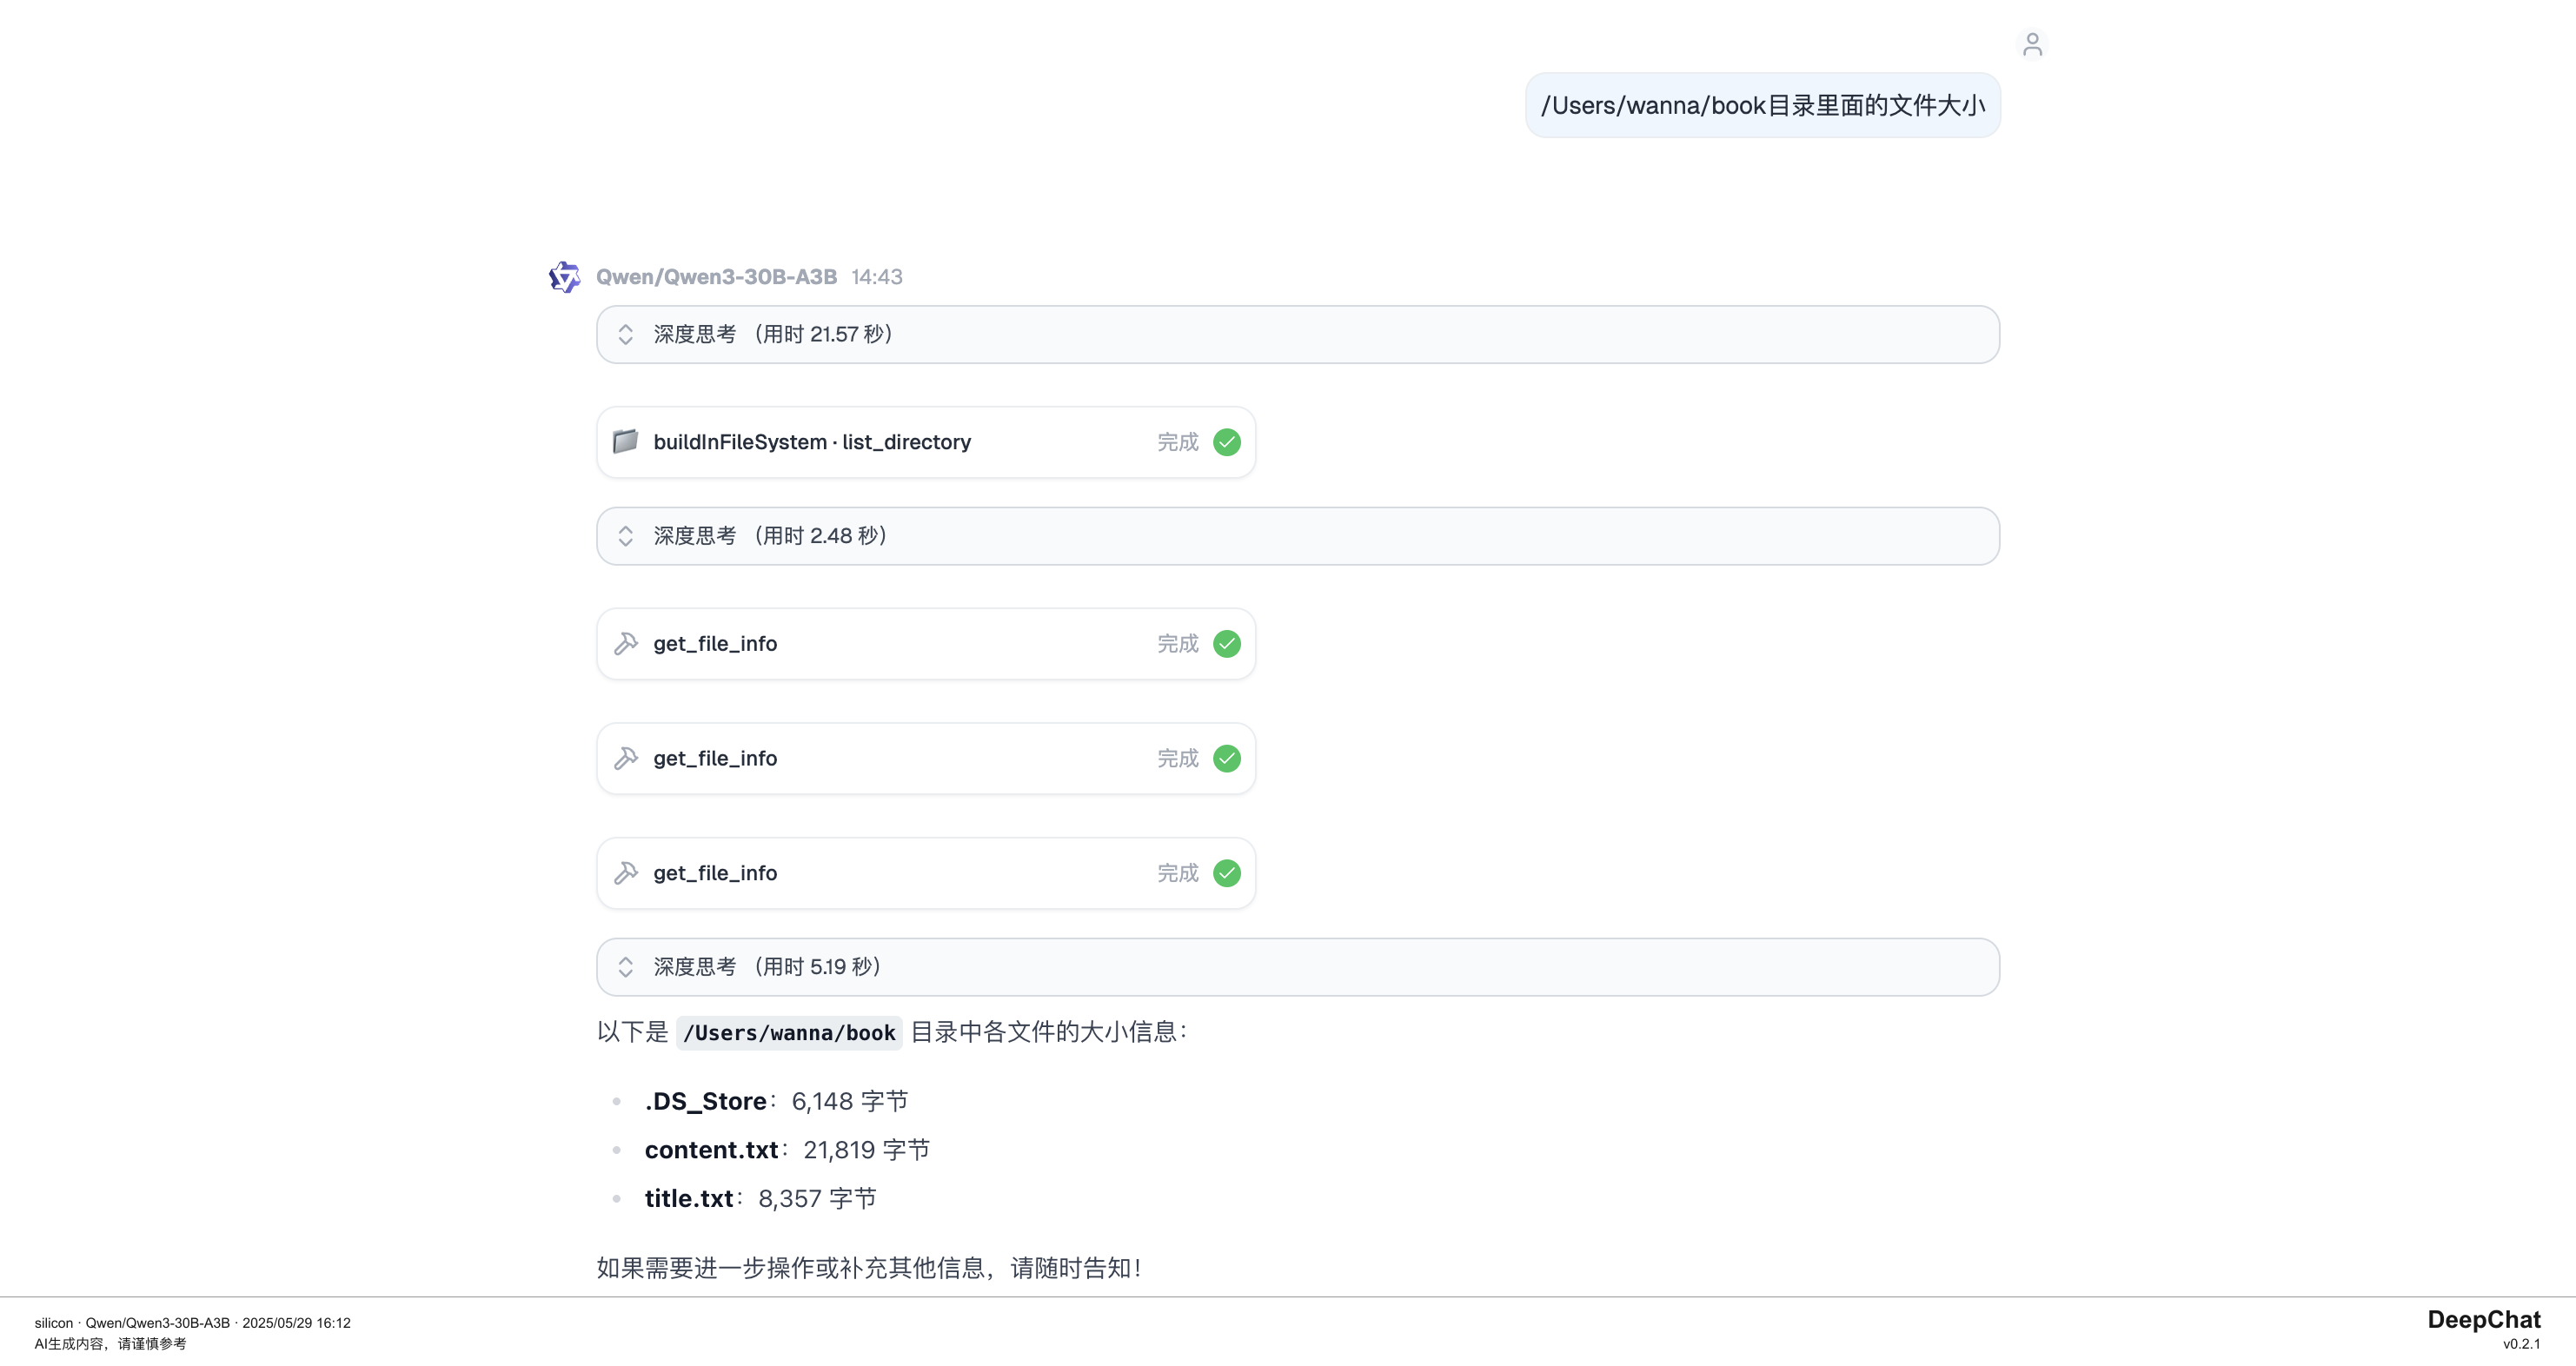 /Users/wanna/book目录里面的文件大小
Qwen/Qwen3-30B-A3B 14:43
深度思考 （用时 21.57 秒）
buildInFileSystem · list_directory 完成
深度思考 （用时 2.48 秒）
get_file_info 完成
get_file_info 完成
get_file_info 完成
深度思考 （用时 5.19 秒）
以下是 /Users/wanna/book 目录中各文件的大小信息：
.DS_Store：6,148 字节
content.txt：21,819 字节
title.txt：8,357 字节
如果需要进一步操作或补充其他信息，请随时告知！
silicon · Qwen/Qwen3-30B-A3B · 2025/05/29 16:12
AI生成内容，请谨慎参考
DeepChat
v0.2.1